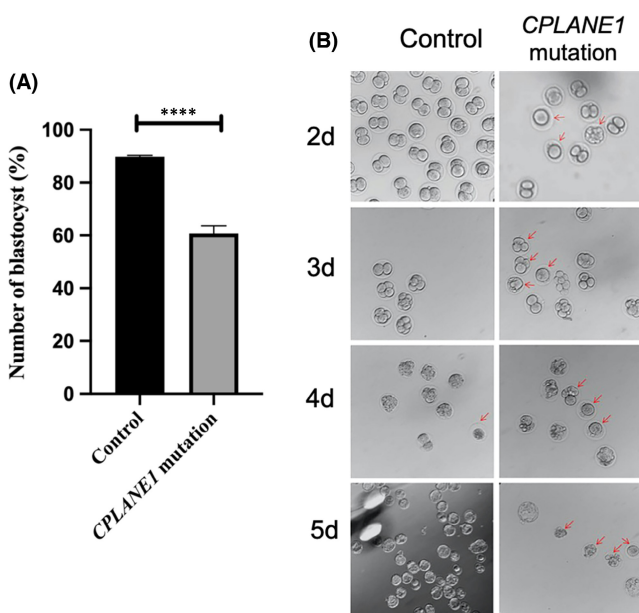 (A)
****
Number of blastocyst (%)
100
80
60
40
20
0
Control
CPLANE1 mutation
(B)
Control
CPLANE1
mutation
2d
3d
4d
5d